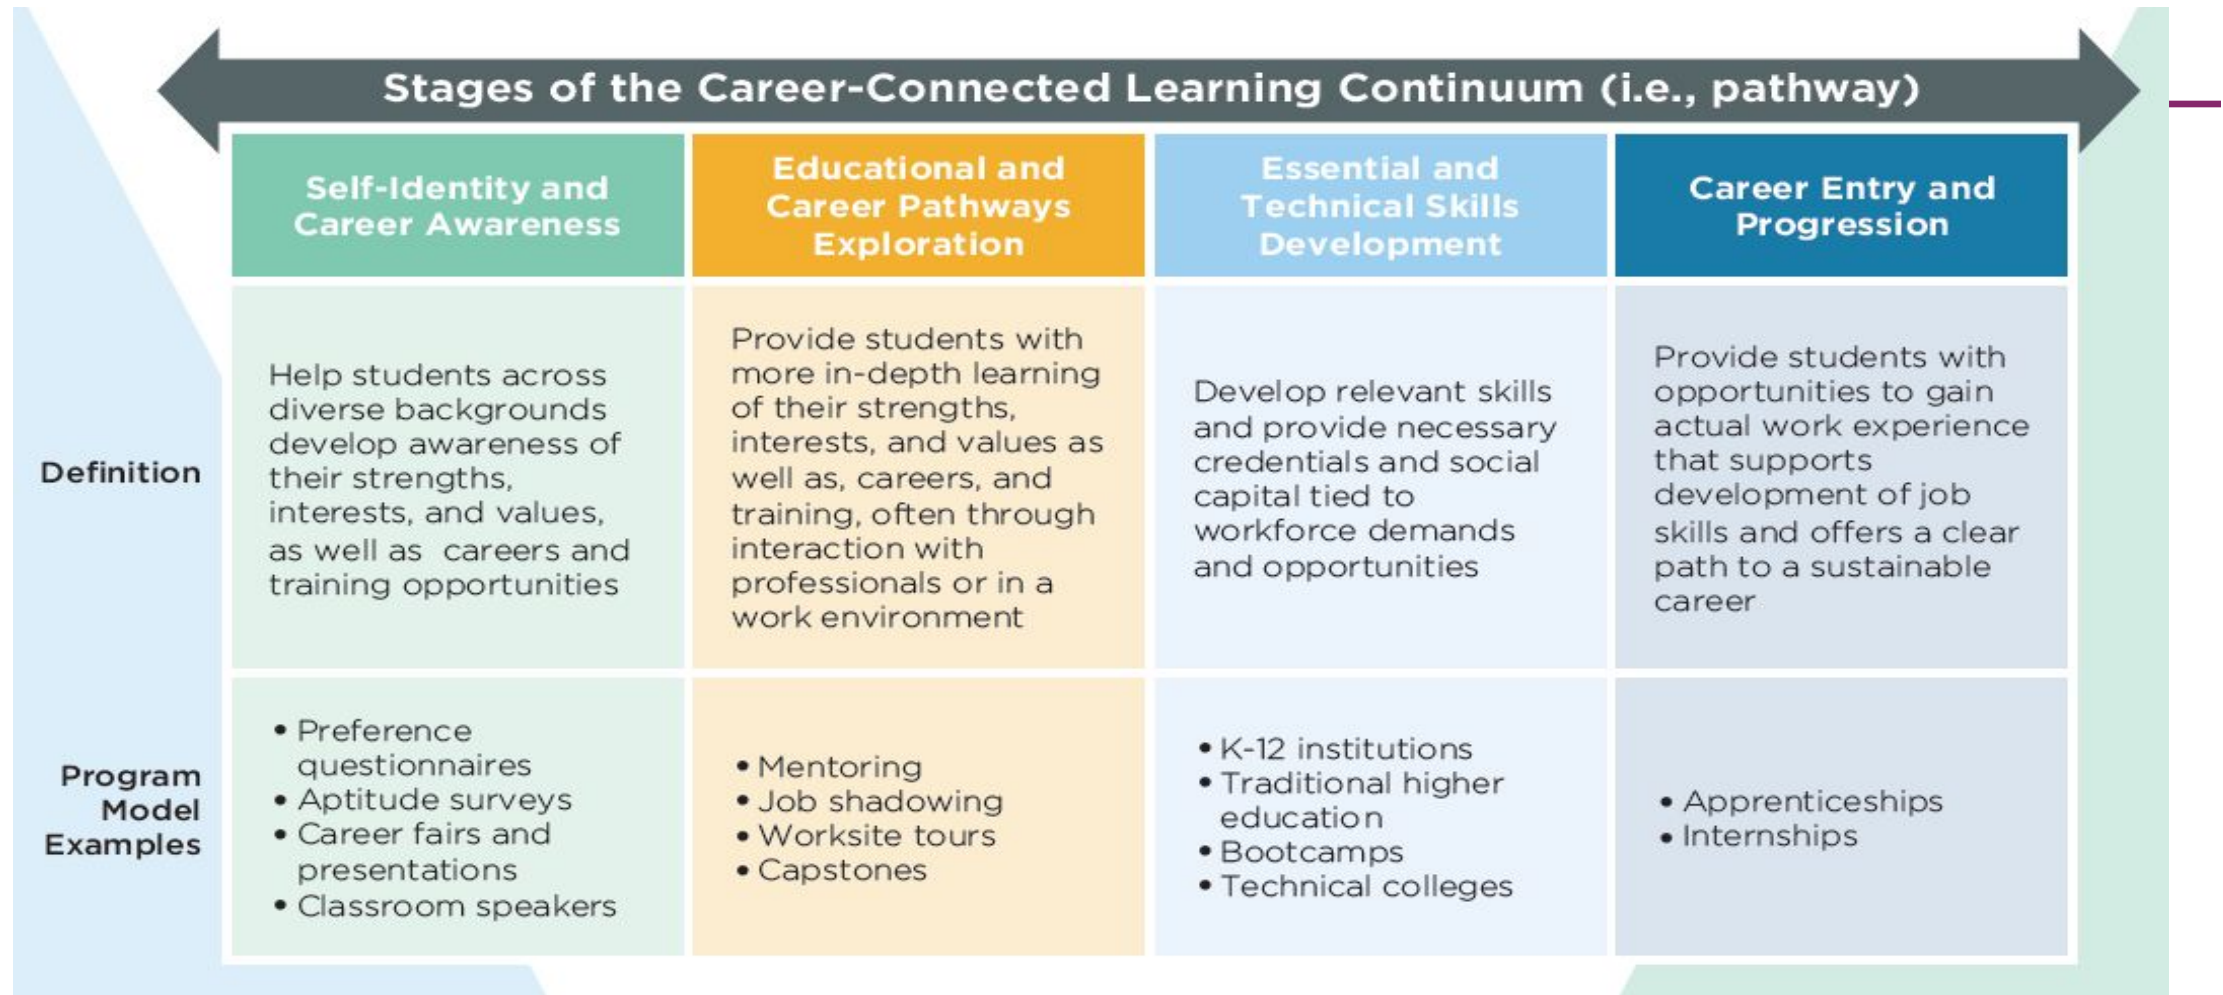 Stages of the Career-Connected Learning Continuum (i.e., pathway)
Self-Identity and
Career Awareness
Educational and
Career Pathways
Exploration
Essential and
Technical Skills
Development
Career Entry and
Progression
Definition
Help students across
diverse backgrounds
develop awareness of
their strengths,
interests, and values,
as well as careers and
training opportunities
Provide students with
more in-depth learning
of their strengths,
interests, and values as
well as, careers, and
training, often through
interaction with
professionals or in a
work environment
Develop relevant skills
and provide necessary
credentials and social
capital tied to
workforce demands
and opportunities
Provide students with
opportunities to gain
actual work experience
that supports
development of job
skills and offers a clear
path to a sustainable
career
Program
Model
Examples
• Preference
questionnaires
• Aptitude surveys
• Career fairs and
presentations
• Classroom speakers
• Mentoring
• Job shadowing
• Worksite tours
• Capstones
• K-12 institutions
• Traditional higher
education
• Bootcamps
• Technical colleges
• Apprenticeships
• Internships